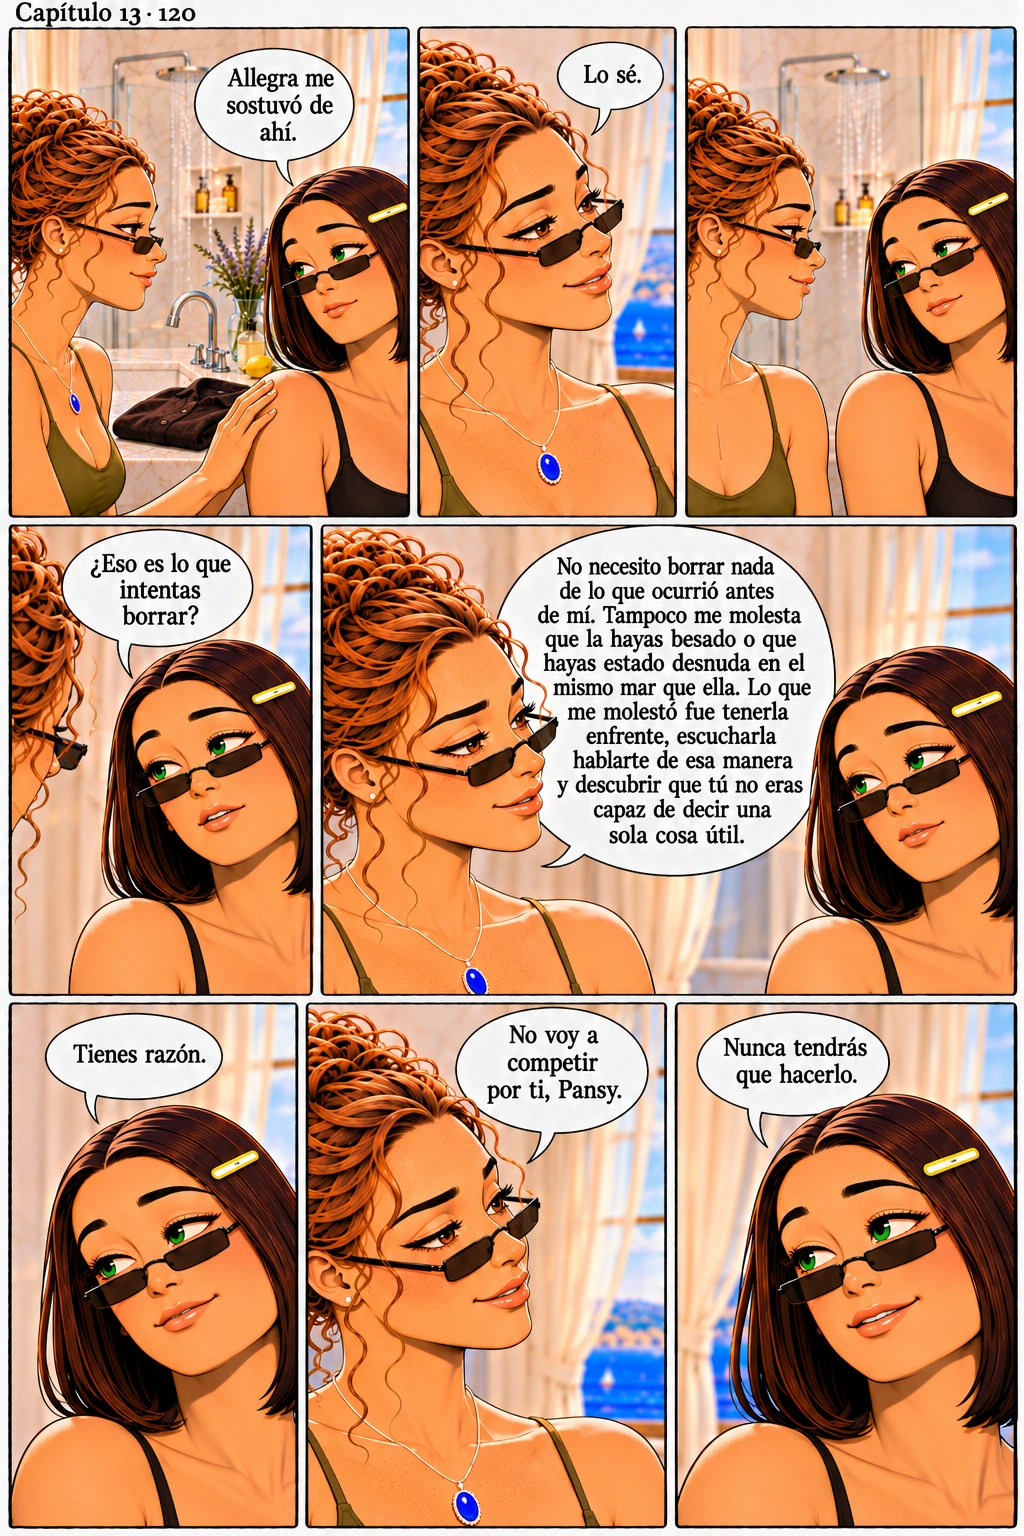 Capítulo 13 · 120
Allegra me
sostuvó de
ahí.
Lo sé.
¿Eso es lo que
intentas
borrar?
No necesito borrar nada
de lo que ocurrió antes
de mí. Tampoco me molesta
que la hayas besado o que
hayas estado desnuda en el
mismo mar que ella. Lo que
me molestó fue tenerla
enfrente, escucharla
hablarte de esa manera
y descubrir que tú no eras
capaz de decir una
sola cosa útil.
Tienes razón.
No voy a
competir
por ti, Pansy.
Nunca tendrás
que hacerlo.